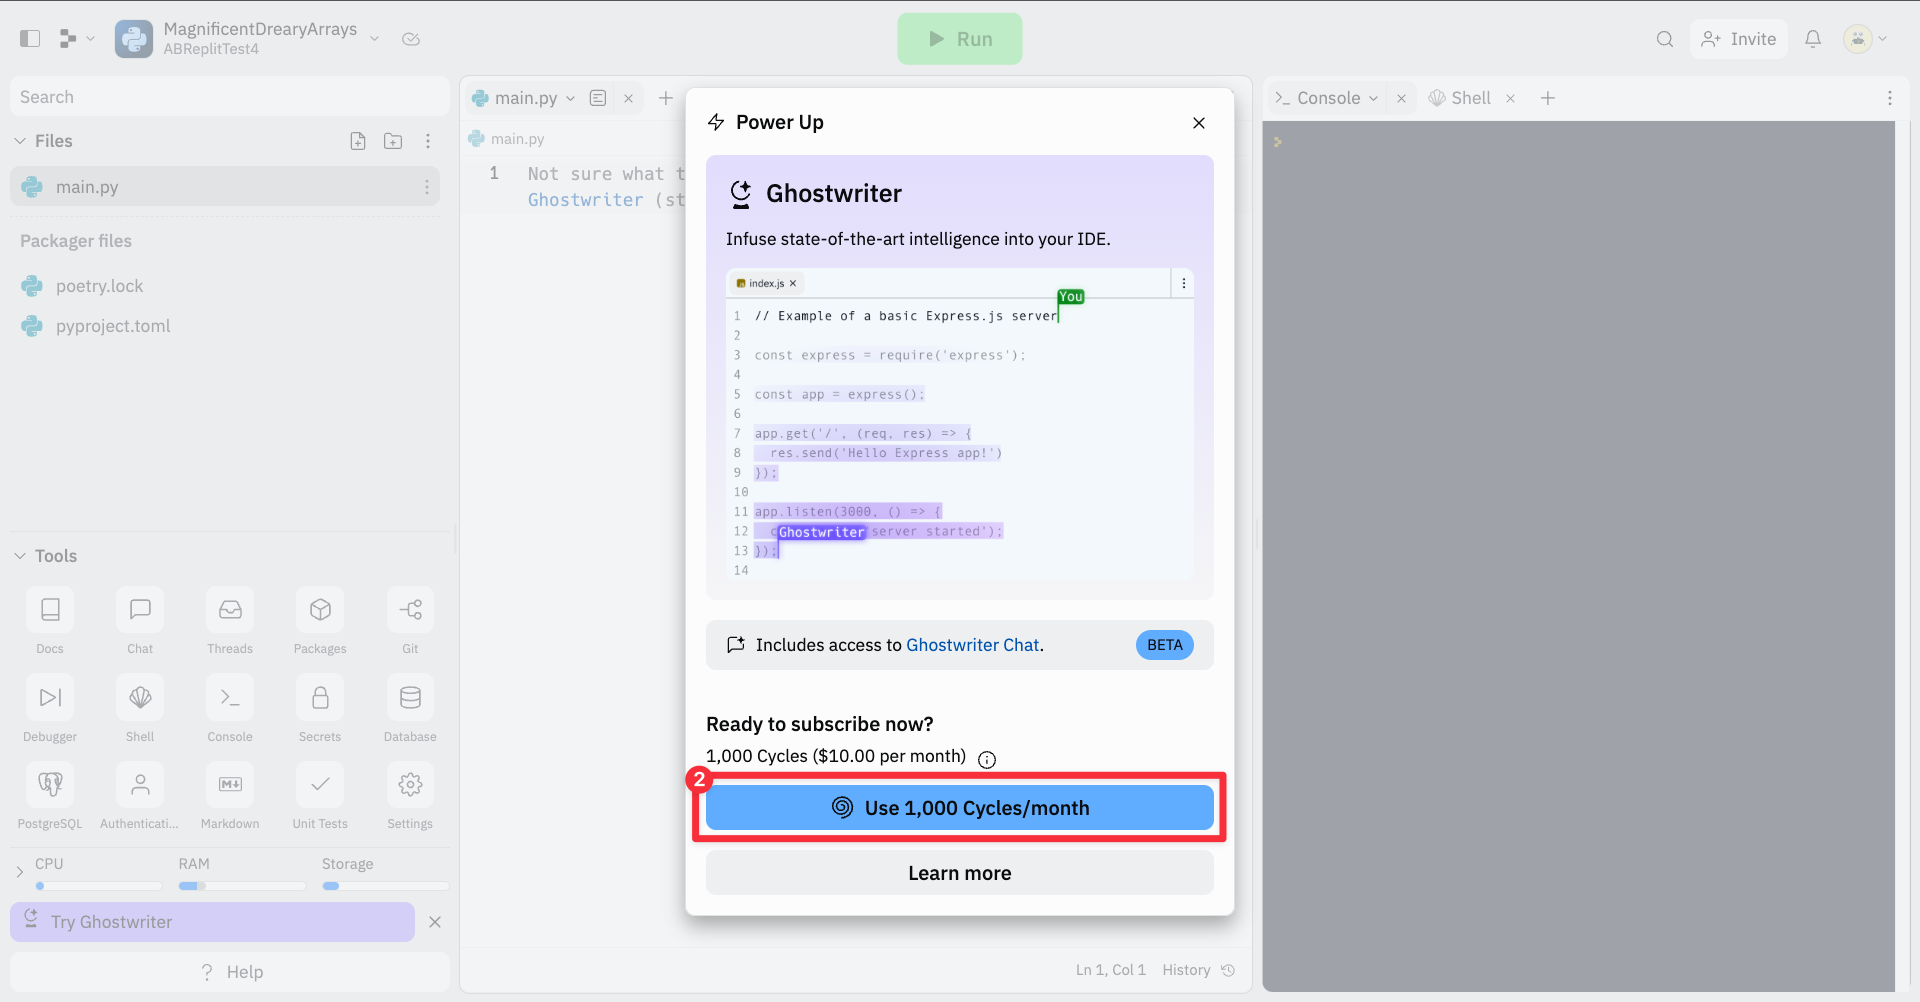 MagnificentDrearyArrays
ABReplitTest4
Run
Invite
Search
Files
main.py
Packager files
poetry.lock
pyproject.toml
Tools
Docs
Chat
Threads
Packages
Git
Debugger
Shell
Console
Secrets
Database
PostgreSQL
Authenticati...
Markdown
Unit Tests
Settings
CPU
RAM
Storage
Try Ghostwriter
? Help
main.py
main.py
1 Not sure what t
Ghostwriter (st
Ln 1, Col 1
History
Power Up
Ghostwriter
Infuse state-of-the-art intelligence into your IDE.
index.js
You
1 // Example of a basic Express.js server
2
3 const express = require('express');
4
5 const app = express();
6
7 app.get('/', (req, res) => {
8 res.send('Hello Express app!')
9 });
10
11 app.listen(3000, () => {
12 c Ghostwriter server started');
13 });
14
Includes access to Ghostwriter Chat.
BETA
Ready to subscribe now?
1,000 Cycles ($10.00 per month)
2
Use 1,000 Cycles/month
Learn more
Console
Shell